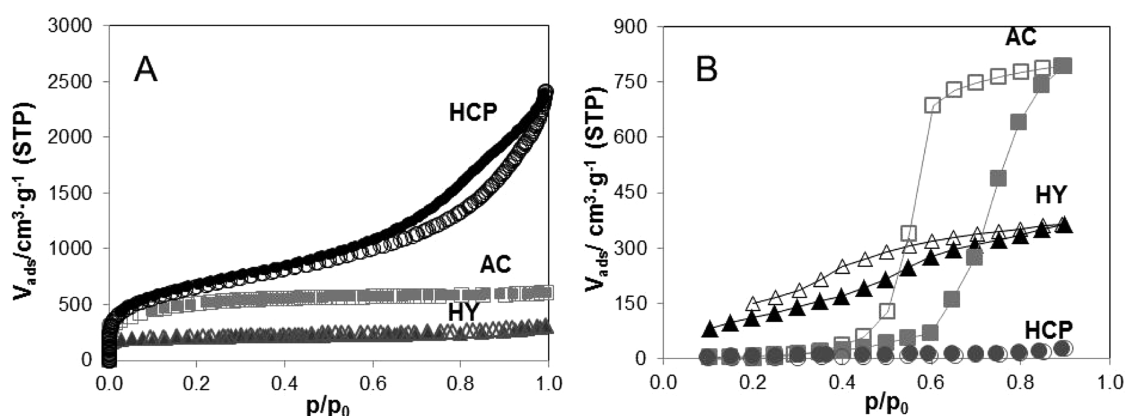 A
V_ads/cm³·g⁻¹ (STP)
3000
2500
2000
1500
1000
500
0
HCP
AC
HY
0.0 0.2 0.4 0.6 0.8 1.0
p/p₀
B
V_ads/ cm³·g⁻¹ (STP)
900
750
600
450
300
150
0
AC
HY
HCP
0.0 0.2 0.4 0.6 0.8 1.0
p/p₀